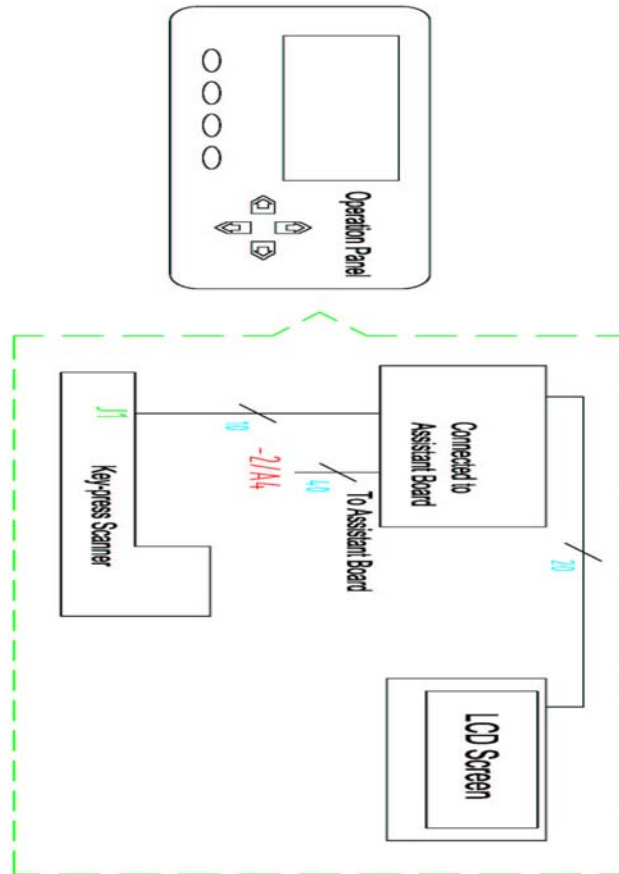 Operation Panel
J1
Key-press Scanner
10
-2//A4
40
To Assistant Board
Connected to
Assistant Board
20
LCD Screen